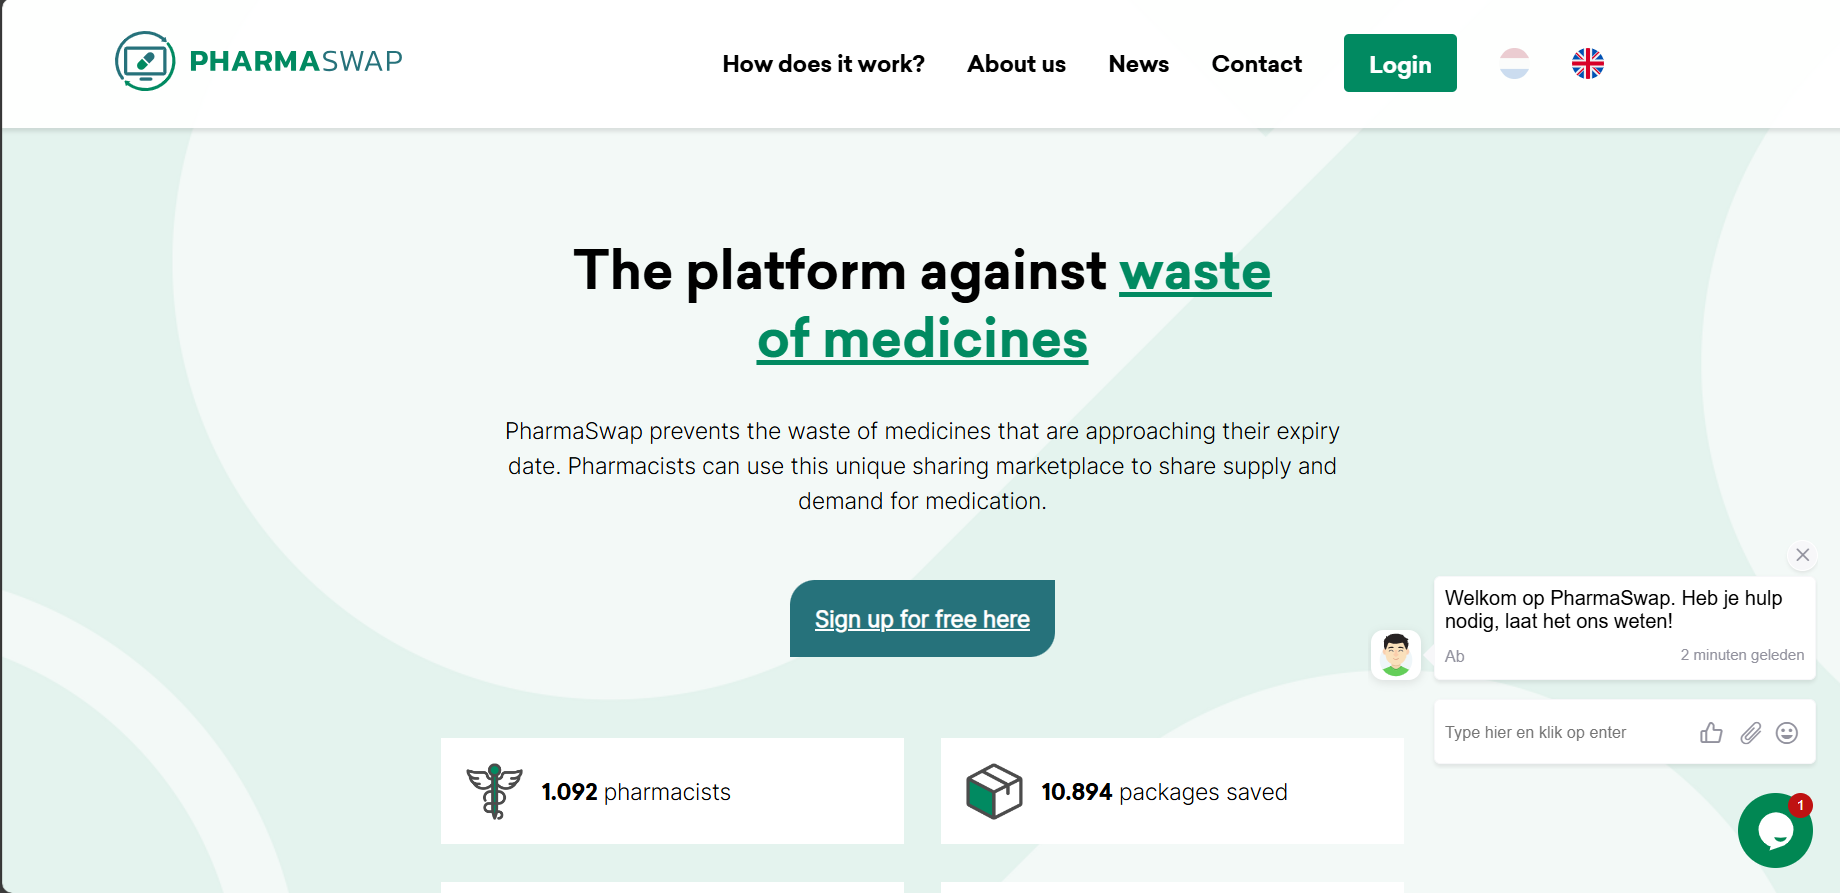 PHARMASWAP
How does it work?
About us
News
Contact
Login
The platform against waste
of medicines
PharmaSwap prevents the waste of medicines that are approaching their expiry
date. Pharmacists can use this unique sharing marketplace to share supply and
demand for medication.
Sign up for free here
1.092 pharmacists
10.894 packages saved
Welkom op PharmaSwap. Heb je hulp
nodig, laat het ons weten!
Ab
2 minuten geleden
Type hier en klik op enter
1